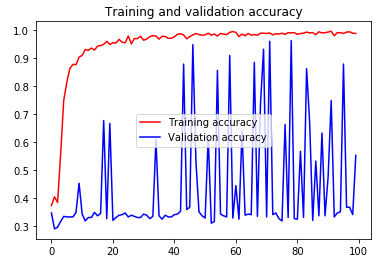 Training and validation accuracy
1.0
0.9
0.8
0.7
0.6
0.5
0.4
0.3
Training accuracy
Validation accuracy
0 20 40 60 80 100